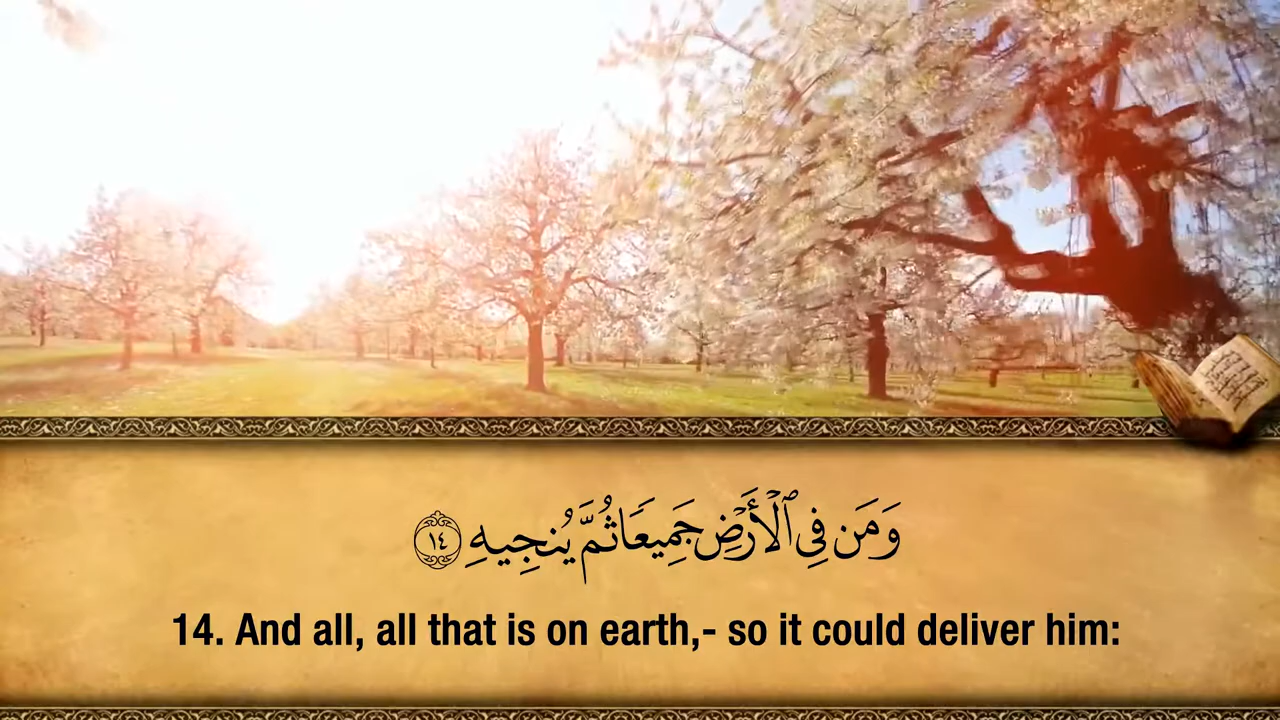 وَمَن فِى ٱلْأَرْضِ جَمِيعًا ثُمَّ يُنجِيهِ ١٤
14. And all, all that is on earth,- so it could deliver him: